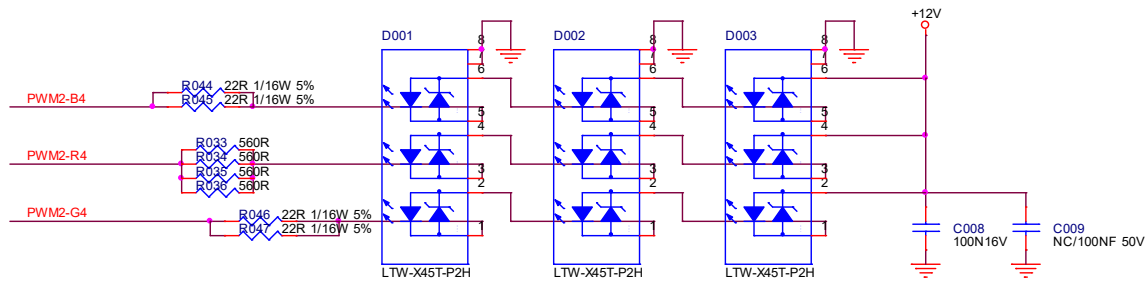 +12V
D001
D002
D003
8
7
6
8
7
6
8
7
6
R044 22R 1/16W 5%
PWM2-B4
R045 22R 1/16W 5%
5
4
5
4
5
4
R033 560R
PWM2-R4
R034 560R
R035 560R
R036 560R
3
2
3
2
3
2
PWM2-G4
R046 22R 1/16W 5%
R047 22R 1/16W 5%
1
1
1
C008
100N16V
C009
NC/100NF 50V
LTW-X45T-P2H
LTW-X45T-P2H
LTW-X45T-P2H